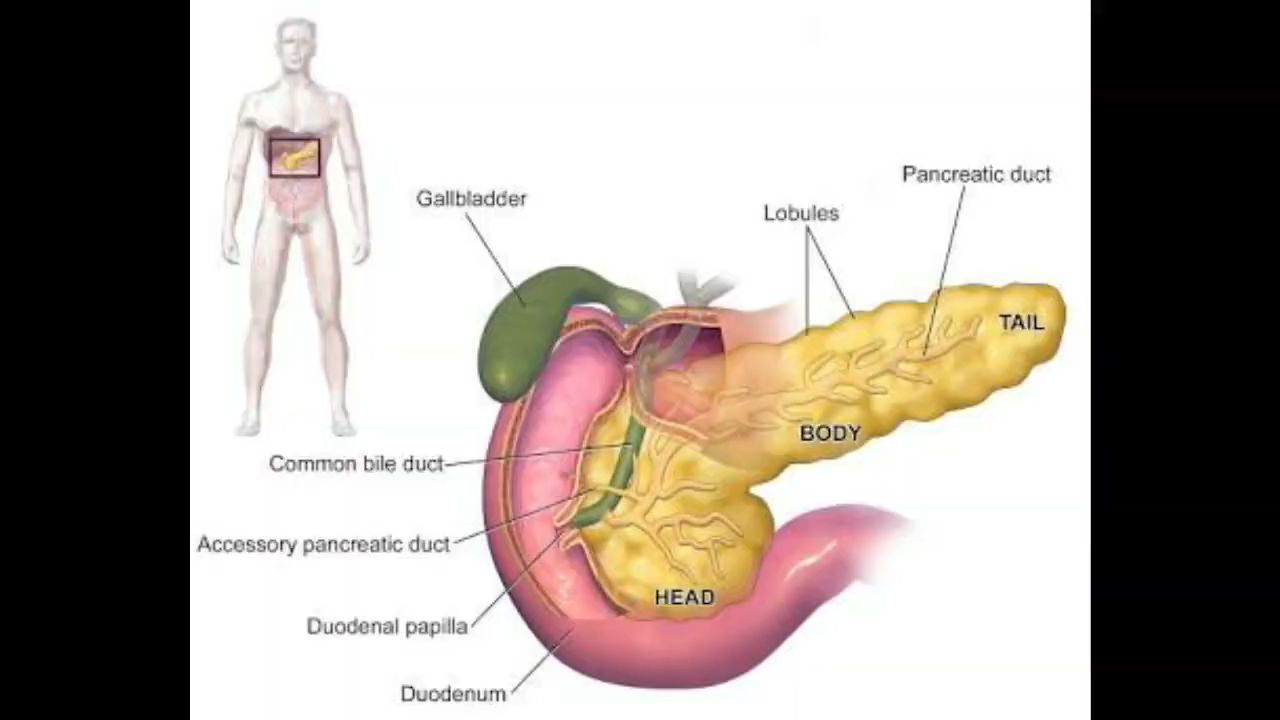 Pancreatic duct
Gallbladder
Lobules
TAIL
BODY
Common bile duct
Accessory pancreatic duct
HEAD
Duodenal papilla
Duodenum